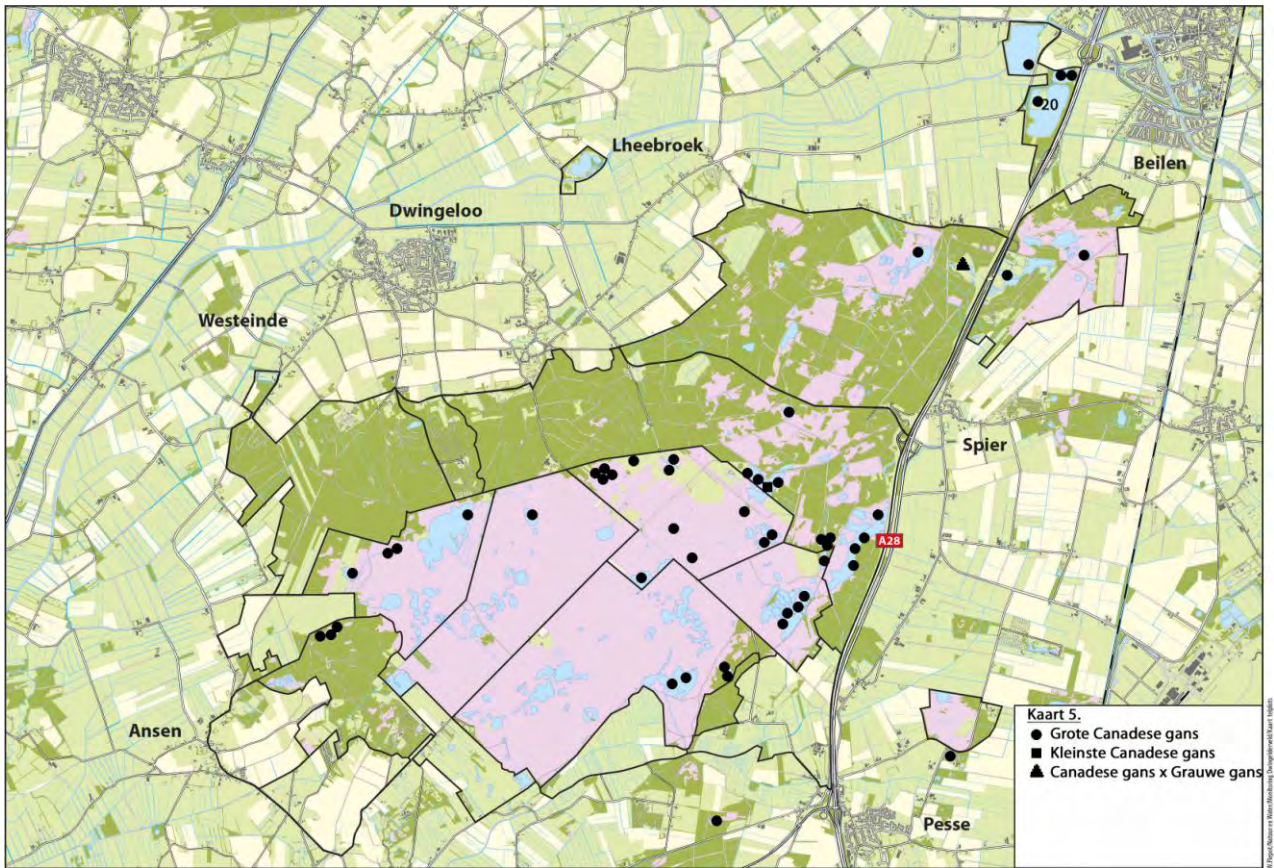 20
Beilen
Lheebroek
Dwingeloo
Westeinde
Spier
A28
Ansen
Pesse
Kaart 5.
Grote Canadese gans
Kleinste Canadese gans
Canadese gans x Grauwe gans